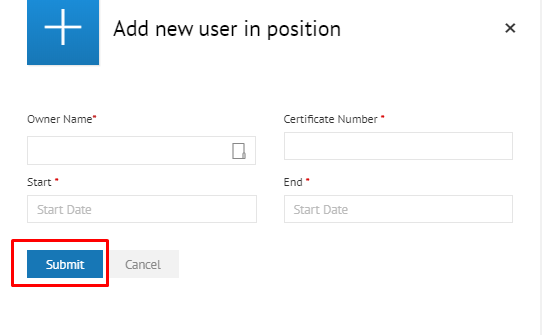 Add new user in position
Owner Name*
Certificate Number *
Start *
End *
Start Date
Start Date
Submit
Cancel